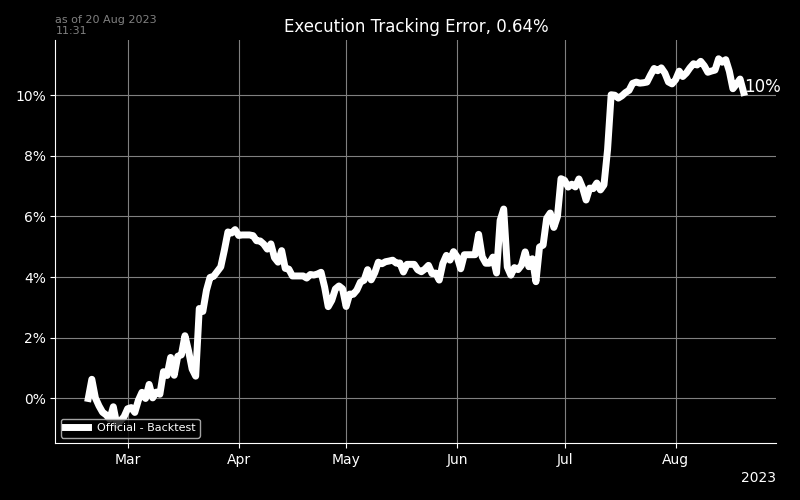 as of 20 Aug 2023
11:31
Execution Tracking Error, 0.64%
10%
8%
6%
4%
2%
0%
10%
Official - Backtest
Mar Apr May Jun Jul Aug
2023